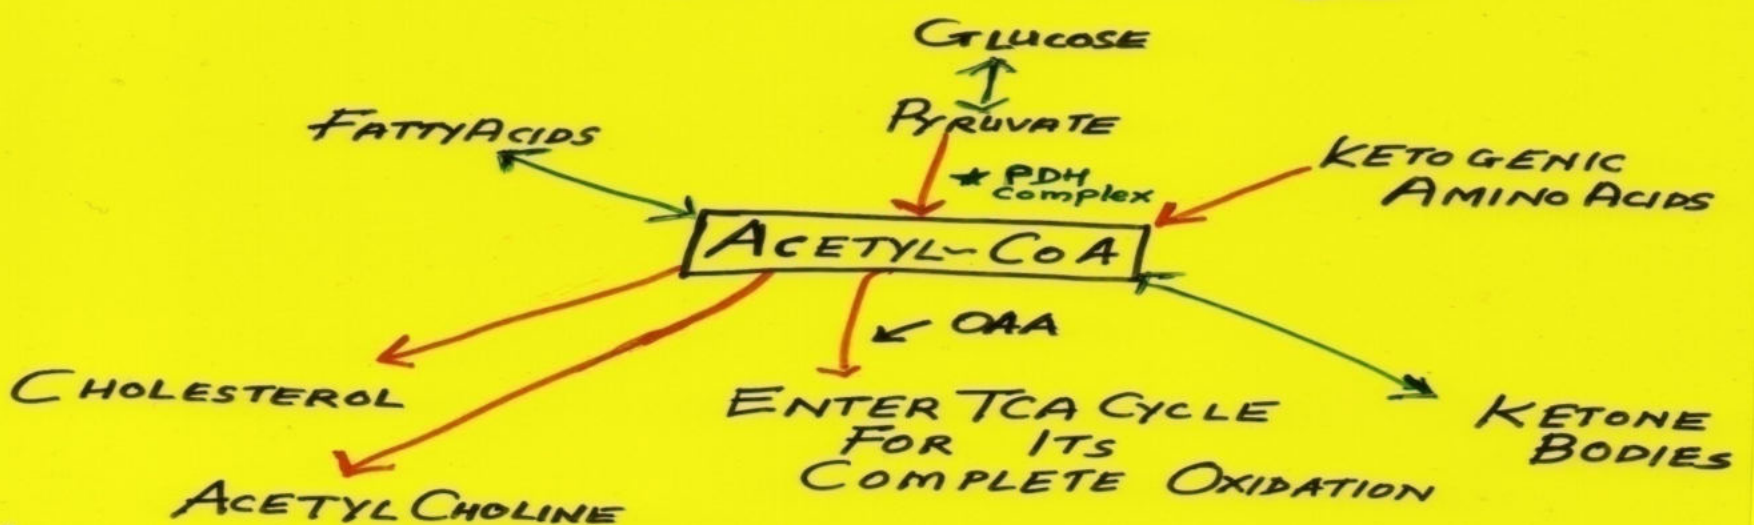 GLUCOSE
PYRUVATE
FATTYACIDS
KETOGENIC
AMINO ACIDS
* PDH
complex
ACETYL~CoA
OAA
CHOLESTEROL
ENTER TCA CYCLE
FOR ITS
COMPLETE OXIDATION
KETONE
BODIES
ACETYL CHOLINE